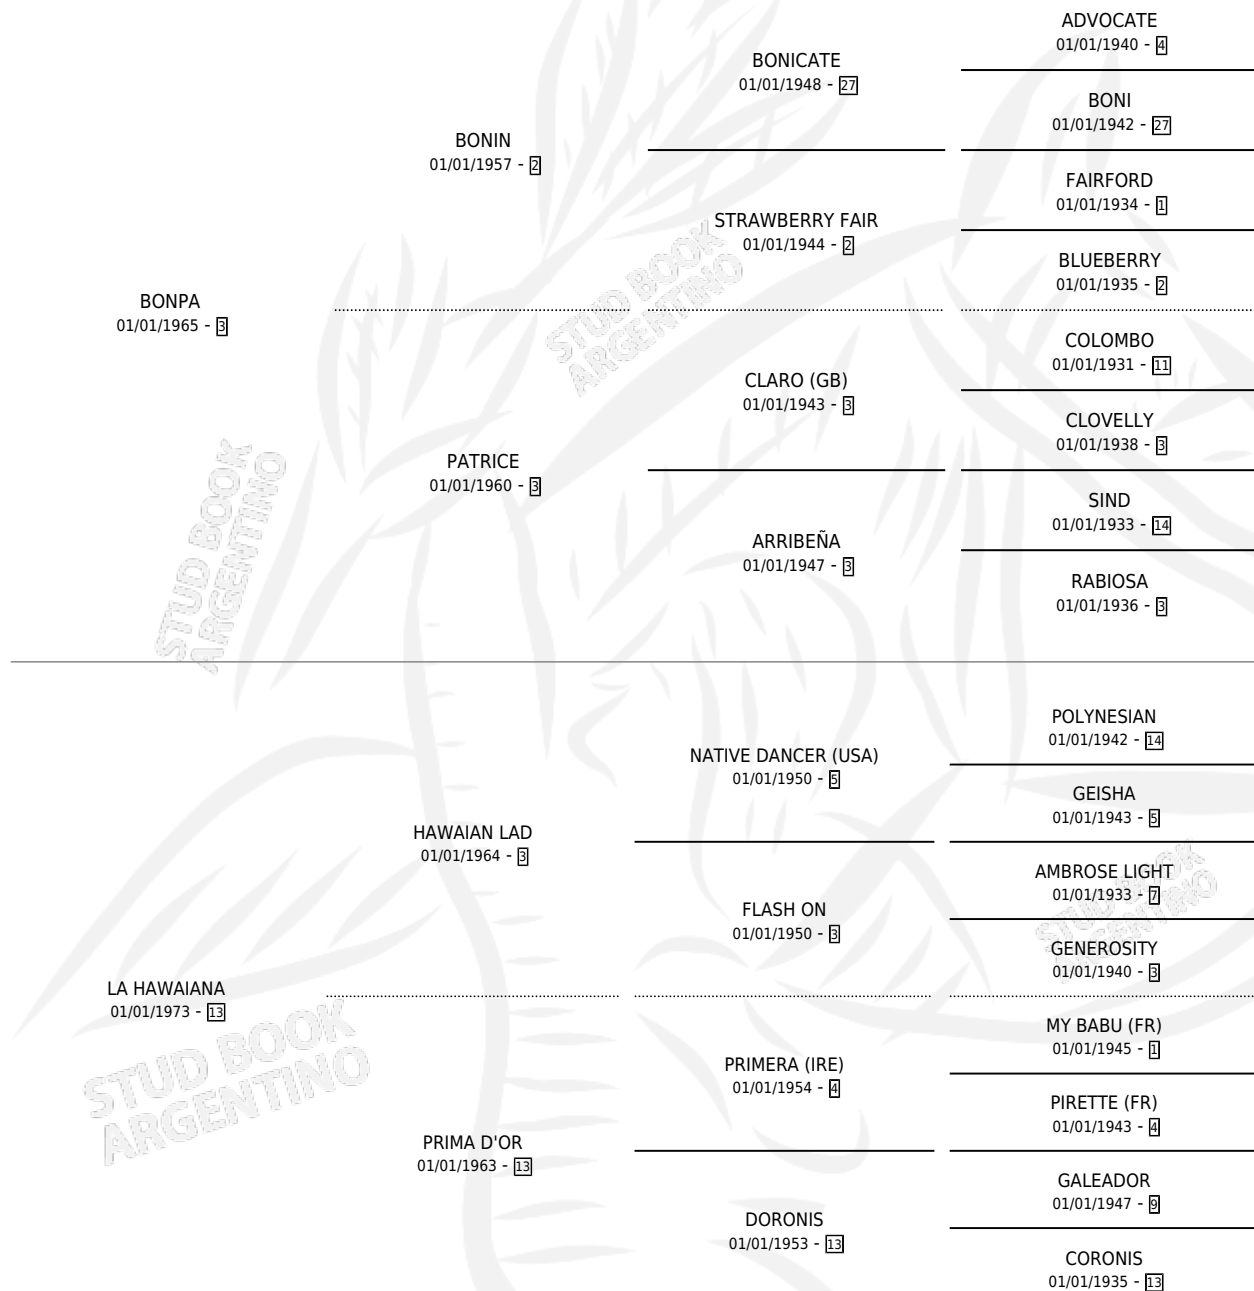 ADVOCATE
01/01/1940 - 4
BONICATE
01/01/1948 - 27
BONI
01/01/1942 - 27
BONIN
01/01/1957 - 2
FAIRFORD
01/01/1934 - 1
STRAWBERRY FAIR
01/01/1944 - 2
BLUEBERRY
01/01/1935 - 2
BONPA
01/01/1965 - 3
STUD BOOK
ARGENTINO
COLOMBO
01/01/1931 - 11
CLARO (GB)
01/01/1943 - 3
CLOVELLY
01/01/1938 - 3
PATRICE
01/01/1960 - 3
SIND
01/01/1933 - 14
ARRIBEÑA
01/01/1947 - 3
RABIOSA
01/01/1936 - 3
STUD BOOK
ARGENTINO
POLYNESIAN
01/01/1942 - 14
NATIVE DANCER (USA)
01/01/1950 - 5
GEISHA
01/01/1943 - 5
HAWAIAN LAD
01/01/1964 - 3
AMBROSE LIGHT
01/01/1933 - 7
FLASH ON
01/01/1950 - 3
GENEROSITY
01/01/1940 - 3
STUD BOOK
ARGENTINO
LA HAWAIANA
01/01/1973 - 13
MY BABU (FR)
01/01/1945 - 1
PRIMERA (IRE)
01/01/1954 - 4
PIRETTE (FR)
01/01/1943 - 4
STUD BOOK
ARGENTINO
PRIMA D'OR
01/01/1963 - 13
GALEADOR
01/01/1947 - 9
DORONIS
01/01/1953 - 13
CORONIS
01/01/1935 - 13